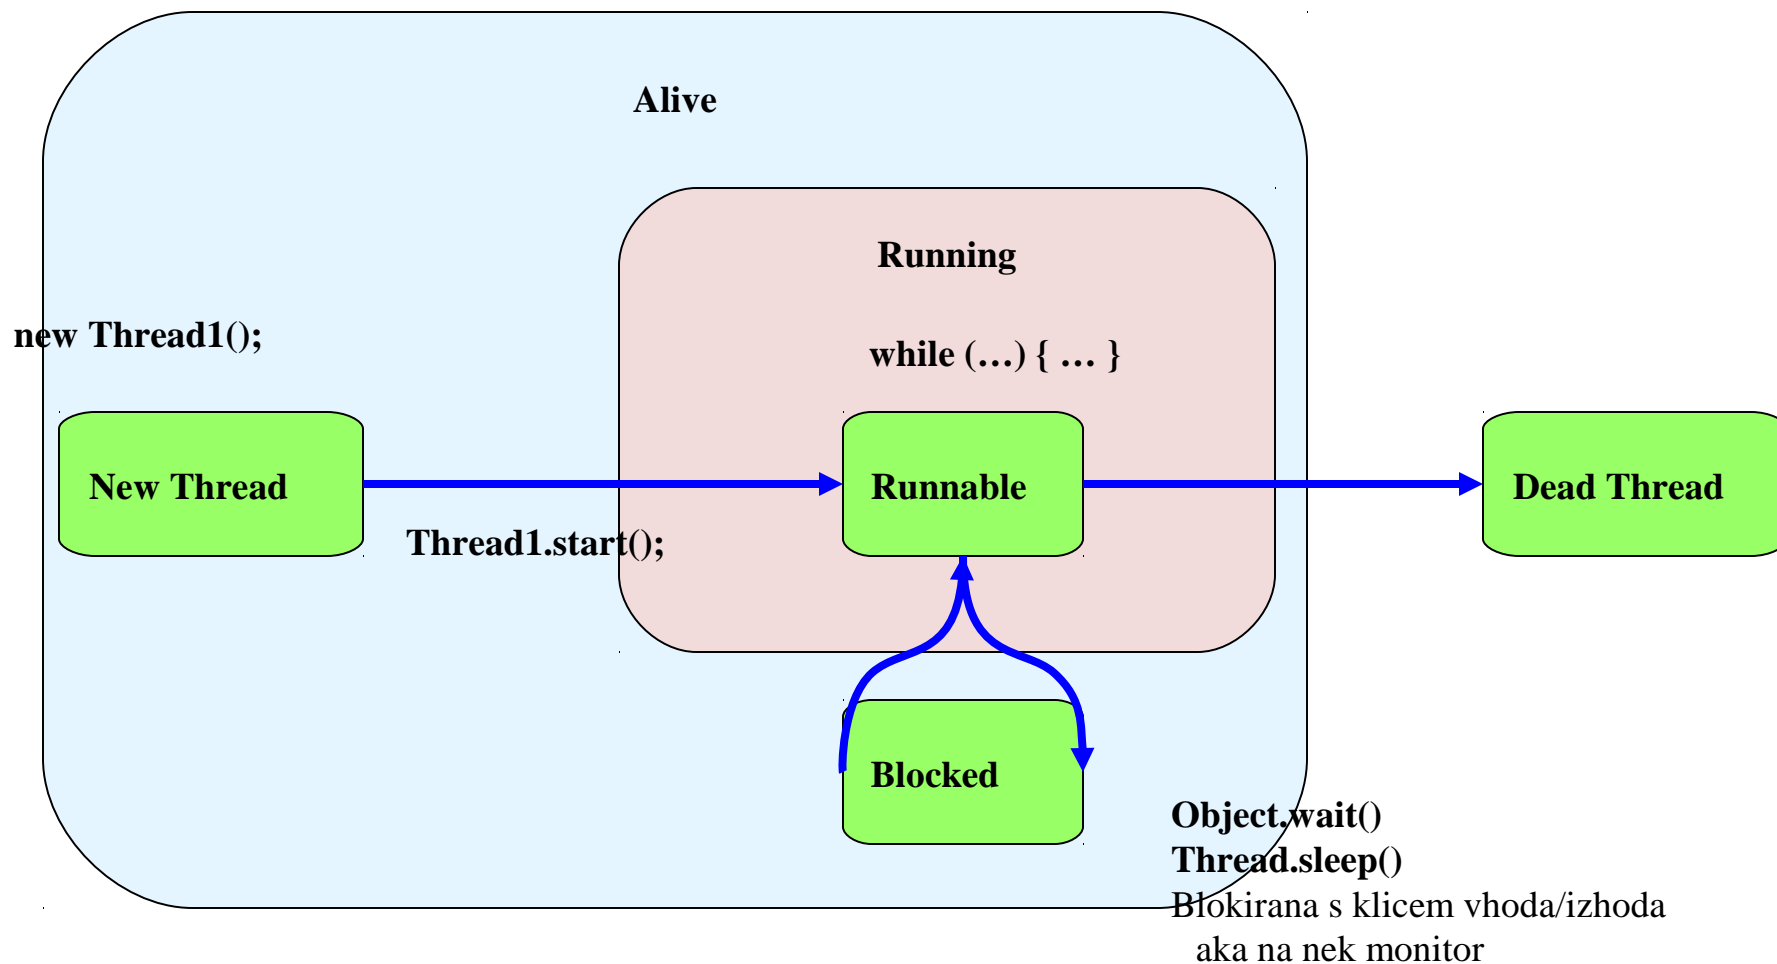 Alive
Running
new Thread1();
while (…) { … }
New Thread
Runnable
Dead Thread
Thread1.start();
Blocked
Object.wait()
Thread.sleep()
Blokirana s klicem vhoda/izhoda
aka na nek monitor